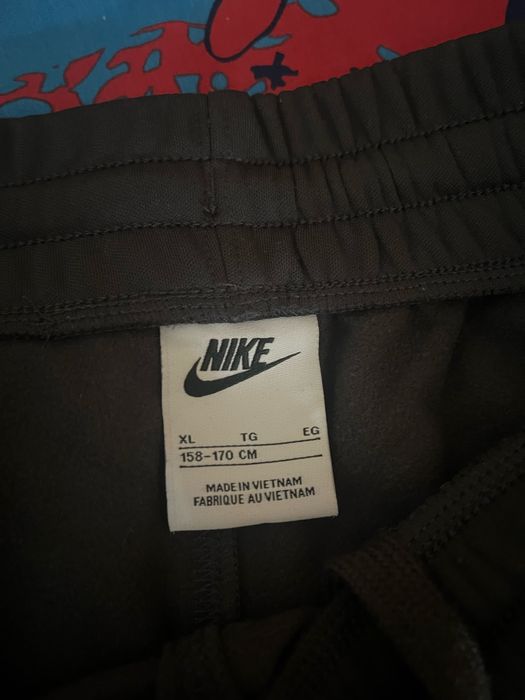 NIKE
XL TG EG
158-170 CM
MADE IN VIETNAM
FABRIQUE AU VIETNAM